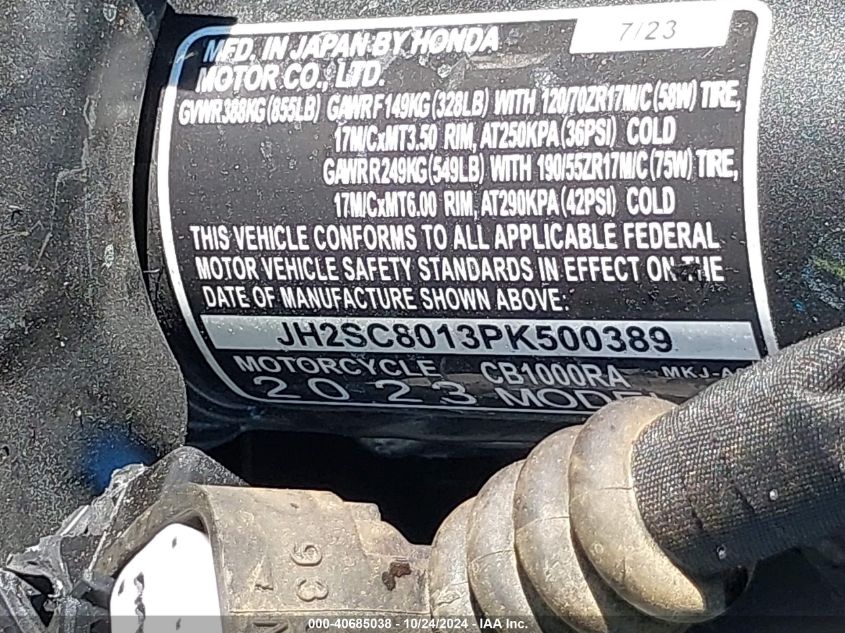 MFD. IN JAPAN BY HONDA 7/23
MOTOR CO., LTD.
GVWR388KG(855LB) GAWRF149KG(328LB) WITH 120/70ZR17M/C(58W) TIRE,
17M/CxMT3.50 RIM, AT250KPA(36PSI) COLD
GAWRR249KG(549LB) WITH 190/55ZR17M/C(75W) TIRE,
17M/CxMT6.00 RIM, AT290KPA(42PSI) COLD
THIS VEHICLE CONFORMS TO ALL APPLICABLE FEDERAL
MOTOR VEHICLE SAFETY STANDARDS IN EFFECT ON THE
DATE OF MANUFACTURE SHOWN ABOVE:
JH2SC8013PK500389
MOTORCYCLE CB1000RA MKJ-A
2023 MODEL
93
000-40685038 - 10/24/2024 - IAA Inc.